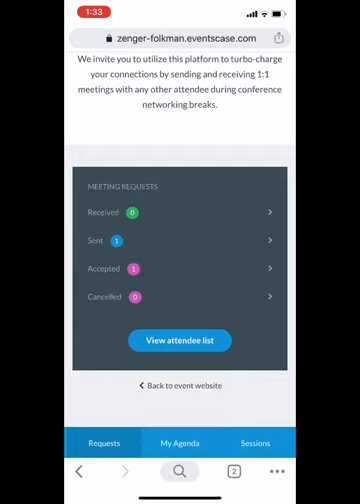 1:33
zenger-folkman.eventscase.com
We invite you to utilize this platform to turbo-charge
your connections by sending and receiving 1:1
meetings with any other attendee during conference
networking breaks.
MEETING REQUESTS
Received 0
Sent 1
Accepted 1
Cancelled 0
View attendee list
Back to event website
Requests My Agenda Sessions
2